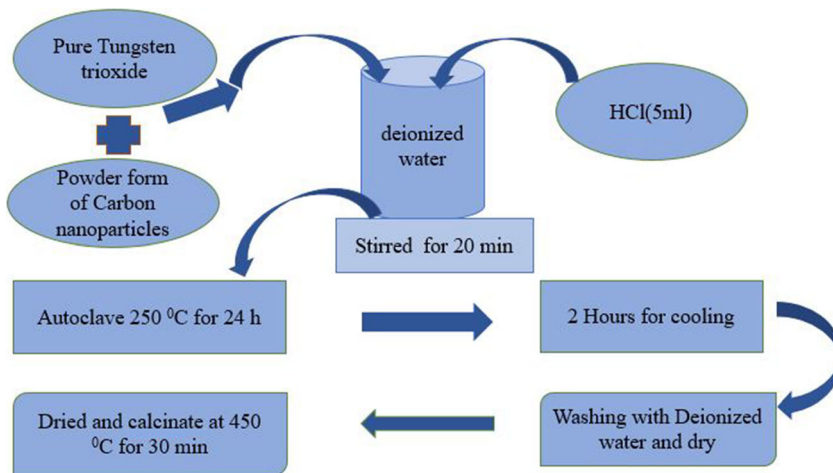 Pure Tungsten
trioxide
Powder form
of Carbon
nanoparticles
deionized
water
HCl(5ml)
Stirred for 20 min
Autoclave 250 ⁰C for 24 h
2 Hours for cooling
Washing with Deionized
water and dry
Dried and calcinate at 450
⁰C for 30 min